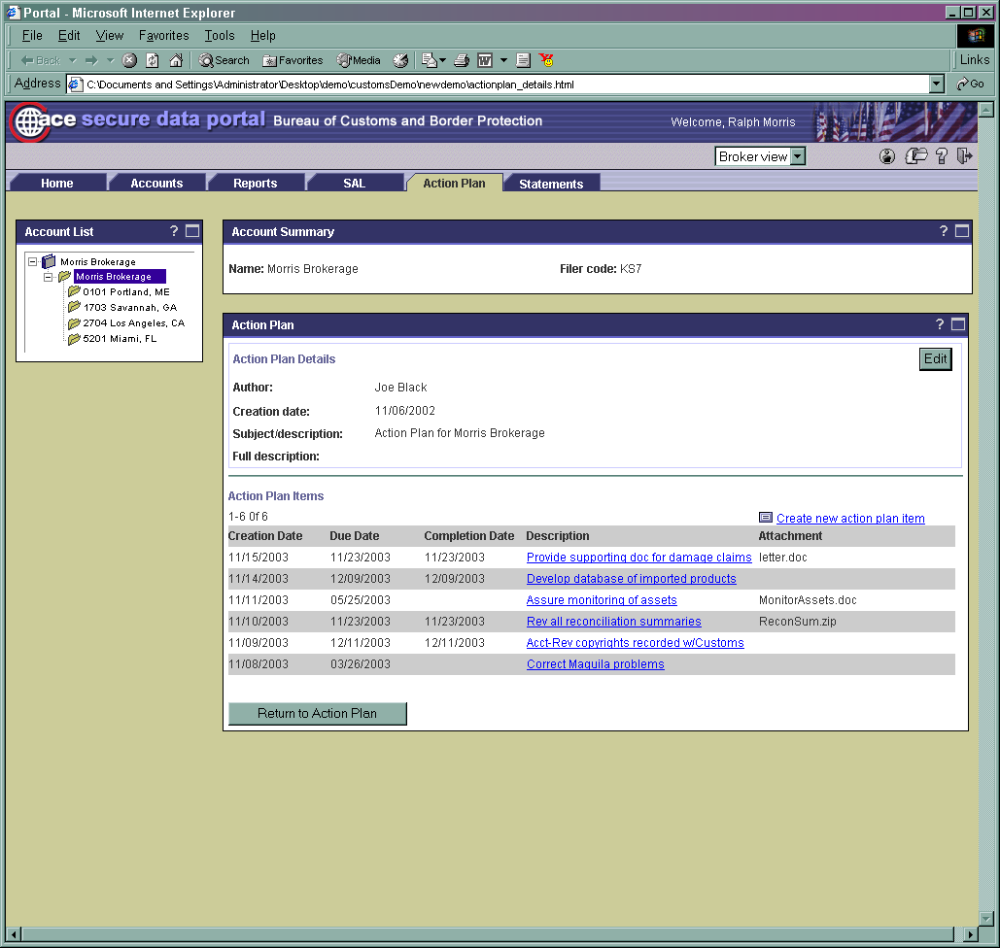 Portal - Microsoft Internet Explorer
File Edit View Favorites Tools Help
Back Search Favorites Media Links
Address C:\Documents and Settings\Administrator\Desktop\demo\customsDemo\newdemo\actionplan_details.html Go
ace secure data portal Bureau of Customs and Border Protection Welcome, Ralph Morris
Broker view
Home Accounts Reports SAL Action Plan Statements
Account List ?
Morris Brokerage
Morris Brokerage
0101 Portland, ME
1703 Savannah, GA
2704 Los Angeles, CA
5201 Miami, FL
Account Summary ?
Name: Morris Brokerage Filer code: KS7
Action Plan ?
Action Plan Details Edit
Author: Joe Black
Creation date: 11/06/2002
Subject/description: Action Plan for Morris Brokerage
Full description:
Action Plan Items
1-6 0f 6 Create new action plan item
Creation Date Due Date Completion Date Description Attachment
11/15/2003 11/23/2003 11/23/2003 Provide supporting doc for damage claims letter.doc
11/14/2003 12/09/2003 12/09/2003 Develop database of imported products
11/11/2003 05/25/2003 Assure monitoring of assets MonitorAssets.doc
11/10/2003 11/23/2003 11/23/2003 Rev all reconciliation summaries ReconSum.zip
11/09/2003 12/11/2003 12/11/2003 Acct-Rev copyrights recorded w/Customs
11/08/2003 03/26/2003 Correct Maquila problems
Return to Action Plan